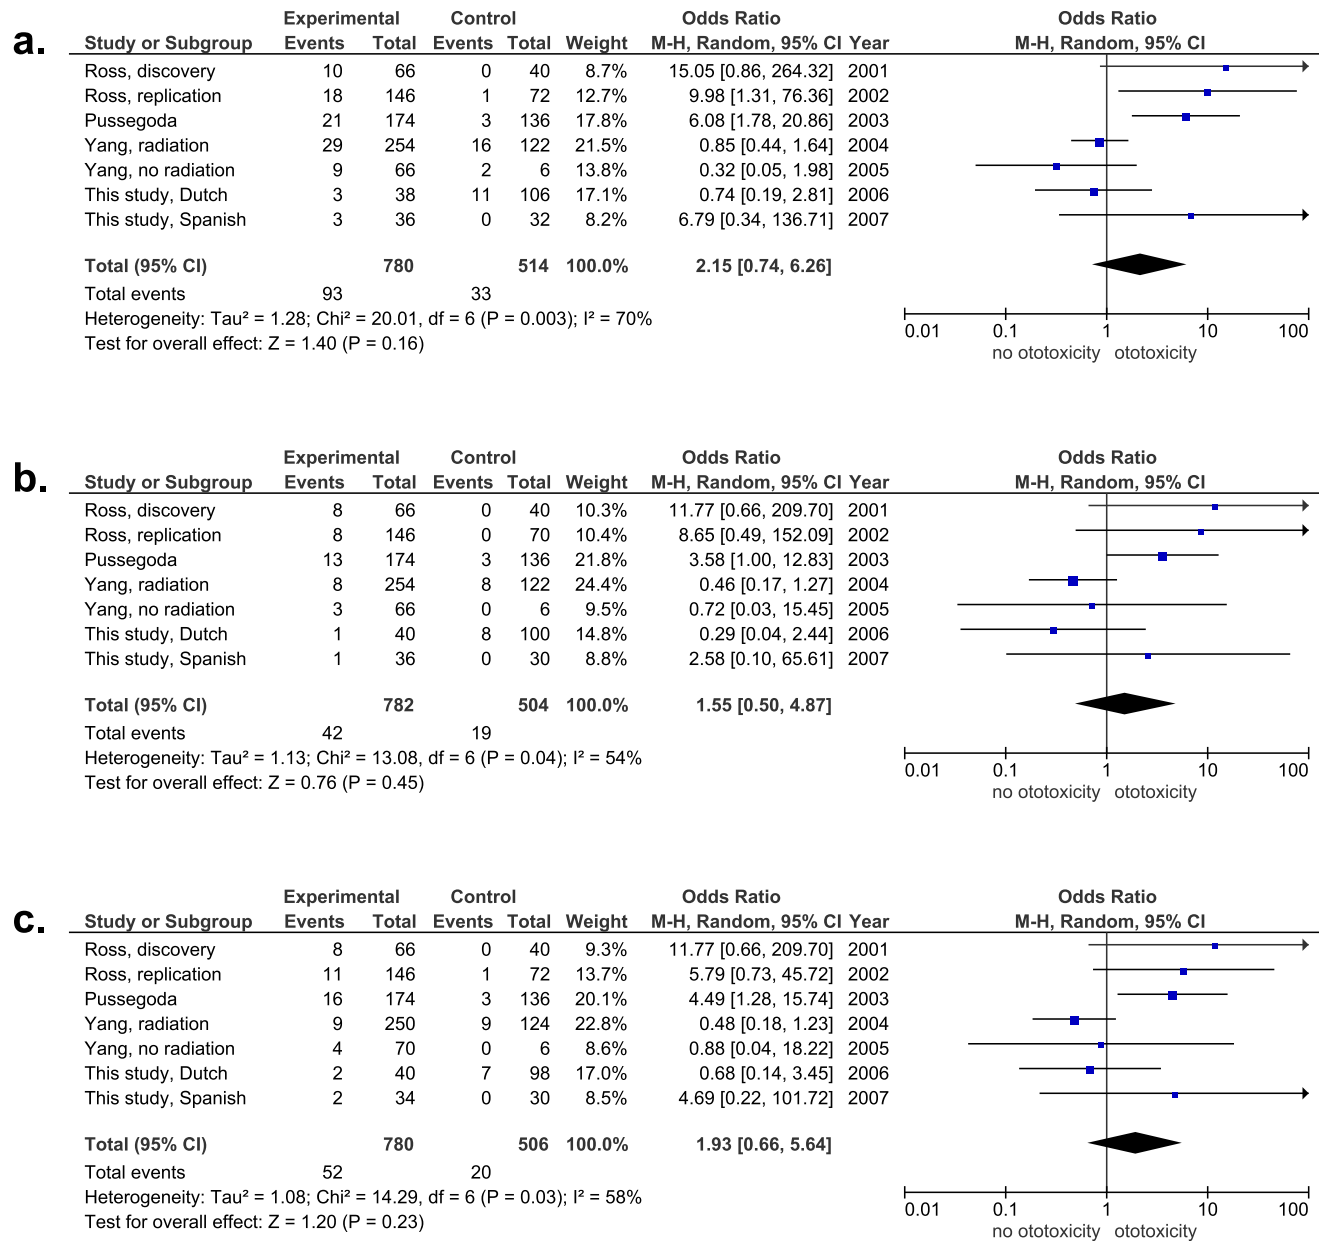 a.
Experimental Control Odds Ratio Odds Ratio
Study or Subgroup Events Total Events Total Weight M-H, Random, 95% CI Year M-H, Random, 95% CI
Ross, discovery 10 66 0 40 8.7% 15.05 [0.86, 264.32] 2001
Ross, replication 18 146 1 72 12.7% 9.98 [1.31, 76.36] 2002
Pussegoda 21 174 3 136 17.8% 6.08 [1.78, 20.86] 2003
Yang, radiation 29 254 16 122 21.5% 0.85 [0.44, 1.64] 2004
Yang, no radiation 9 66 2 6 13.8% 0.32 [0.05, 1.98] 2005
This study, Dutch 3 38 11 106 17.1% 0.74 [0.19, 2.81] 2006
This study, Spanish 3 36 0 32 8.2% 6.79 [0.34, 136.71] 2007
Total (95% CI) 780 514 100.0% 2.15 [0.74, 6.26]
Total events 93 33
Heterogeneity: Tau² = 1.28; Chi² = 20.01, df = 6 (P = 0.003); I² = 70%
Test for overall effect: Z = 1.40 (P = 0.16)
0.01 0.1 1 10 100
no ototoxicity ototoxicity
b.
Experimental Control Odds Ratio Odds Ratio
Study or Subgroup Events Total Events Total Weight M-H, Random, 95% CI Year M-H, Random, 95% CI
Ross, discovery 8 66 0 40 10.3% 11.77 [0.66, 209.70] 2001
Ross, replication 8 146 0 70 10.4% 8.65 [0.49, 152.09] 2002
Pussegoda 13 174 3 136 21.8% 3.58 [1.00, 12.83] 2003
Yang, radiation 8 254 8 122 24.4% 0.46 [0.17, 1.27] 2004
Yang, no radiation 3 66 0 6 9.5% 0.72 [0.03, 15.45] 2005
This study, Dutch 1 40 8 100 14.8% 0.29 [0.04, 2.44] 2006
This study, Spanish 1 36 0 30 8.8% 2.58 [0.10, 65.61] 2007
Total (95% CI) 782 504 100.0% 1.55 [0.50, 4.87]
Total events 42 19
Heterogeneity: Tau² = 1.13; Chi² = 13.08, df = 6 (P = 0.04); I² = 54%
Test for overall effect: Z = 0.76 (P = 0.45)
0.01 0.1 1 10 100
no ototoxicity ototoxicity
c.
Experimental Control Odds Ratio Odds Ratio
Study or Subgroup Events Total Events Total Weight M-H, Random, 95% CI Year M-H, Random, 95% CI
Ross, discovery 8 66 0 40 9.3% 11.77 [0.66, 209.70] 2001
Ross, replication 11 146 1 72 13.7% 5.79 [0.73, 45.72] 2002
Pussegoda 16 174 3 136 20.1% 4.49 [1.28, 15.74] 2003
Yang, radiation 9 250 9 124 22.8% 0.48 [0.18, 1.23] 2004
Yang, no radiation 4 70 0 6 8.6% 0.88 [0.04, 18.22] 2005
This study, Dutch 2 40 7 98 17.0% 0.68 [0.14, 3.45] 2006
This study, Spanish 2 34 0 30 8.5% 4.69 [0.22, 101.72] 2007
Total (95% CI) 780 506 100.0% 1.93 [0.66, 5.64]
Total events 52 20
Heterogeneity: Tau² = 1.08; Chi² = 14.29, df = 6 (P = 0.03); I² = 58%
Test for overall effect: Z = 1.20 (P = 0.23)
0.01 0.1 1 10 100
no ototoxicity ototoxicity